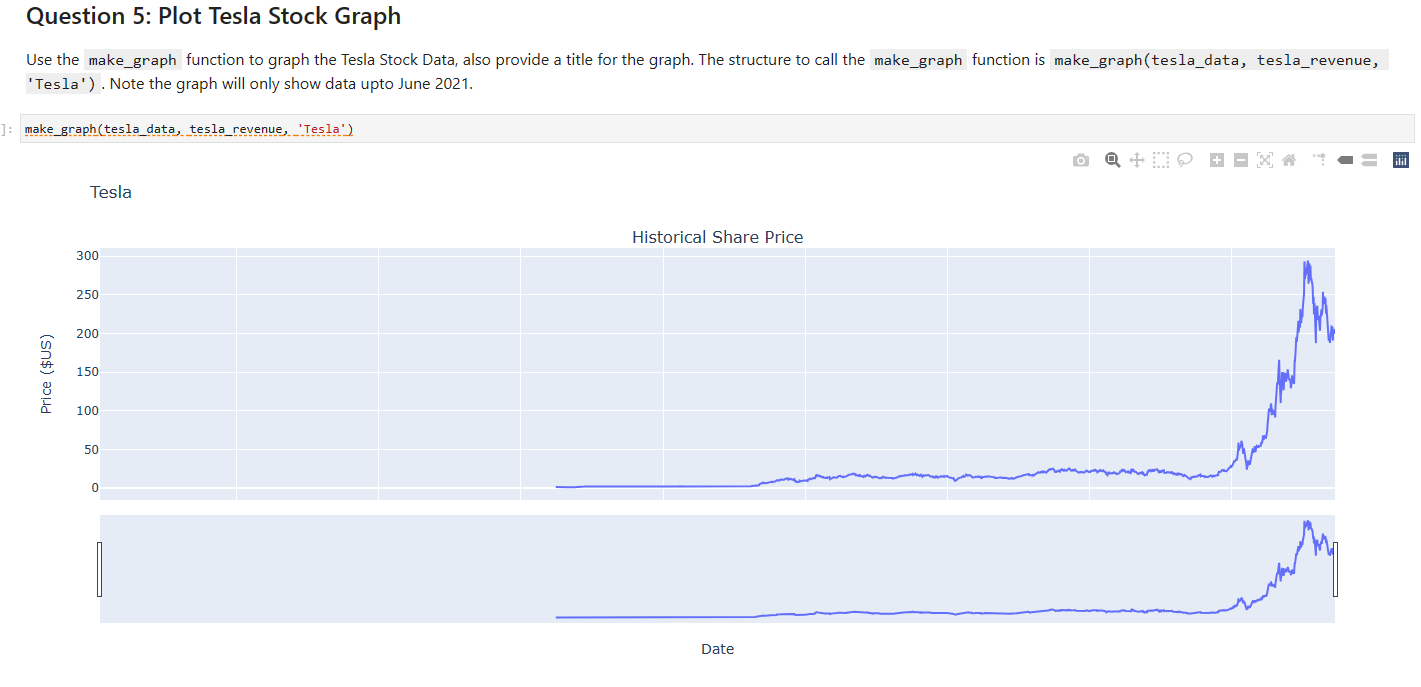 Question 5: Plot Tesla Stock Graph
Use the make_graph function to graph the Tesla Stock Data, also provide a title for the graph. The structure to call the make_graph function is make_graph(tesla_data, tesla_revenue,
'Tesla') . Note the graph will only show data upto June 2021.
]: make_graph(tesla_data, tesla_revenue, 'Tesla')
Tesla
Historical Share Price
300
250
200
150
100
50
0
Price ($US)
Date